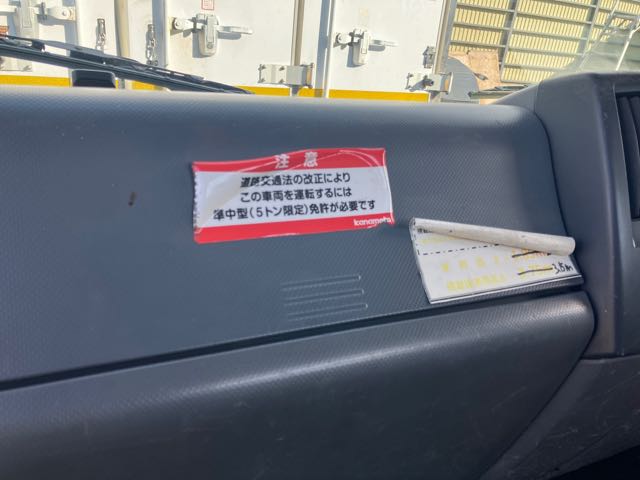 注意
道路交通法の改正により
この車両を運転するには
準中型(5トン限定)免許が必要です
kanamoto
3.5m